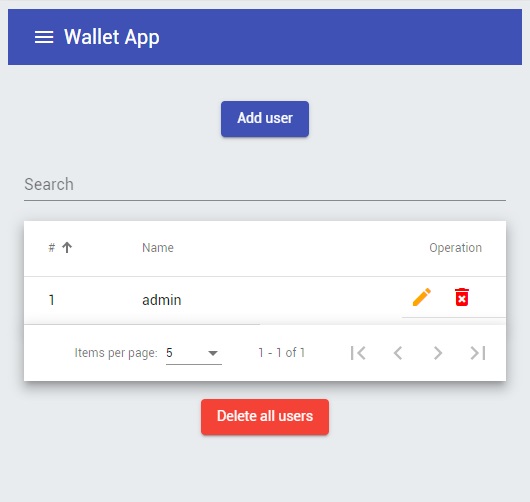 Wallet App
Add user
Search
# Name Operation
1 admin
Items per page: 5 1 - 1 of 1
Delete all users